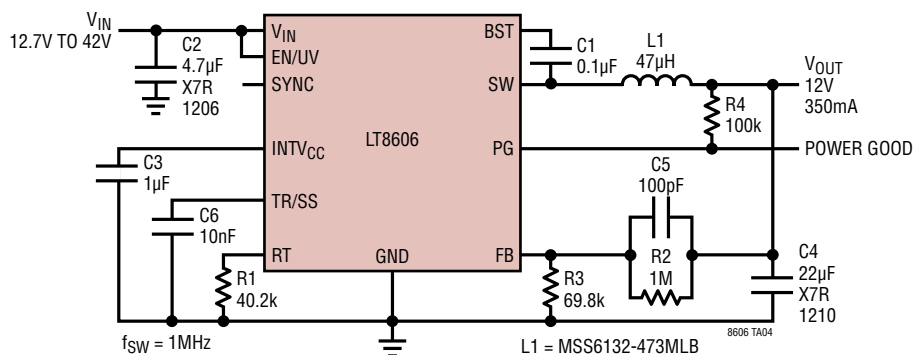 VIN
12.7V TO 42V
C2
4.7µF
X7R
1206
VIN
EN/UV
SYNC
INTVCC
TR/SS
RT
LT8606
GND
BST
SW
PG
FB
C1
0.1µF
L1
47µH
VOUT
12V
350mA
R4
100k
POWER GOOD
C3
1µF
C6
10nF
R1
40.2k
C5
100pF
R2
1M
R3
69.8k
C4
22µF
X7R
1210
8606 TA04
fSW = 1MHz
L1 = MSS6132-473MLB